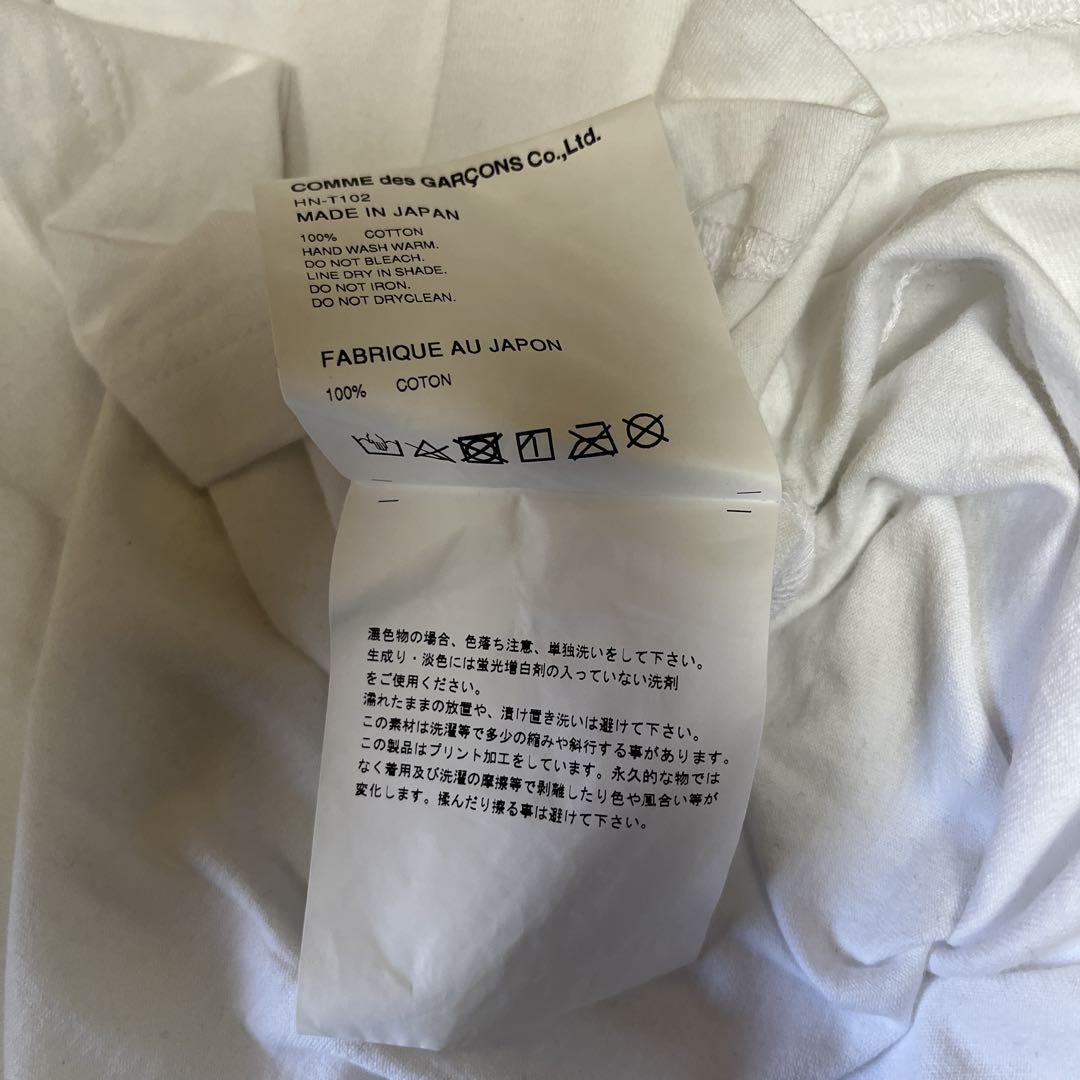 COMME des GARÇONS Co.,Ltd.
HN-T102
MADE IN JAPAN
100% COTTON
HAND WASH WARM.
DO NOT BLEACH.
LINE DRY IN SHADE.
DO NOT IRON.
DO NOT DRYCLEAN.
FABRIQUE AU JAPON
100% COTON
濃色物の場合、色落ち注意、単独洗いをして下さい。
生成り・淡色には蛍光増白剤の入っていない洗剤
をご使用ください。
濡れたままの放置や、漬け置き洗いは避けて下さい。
この素材は洗濯等で多少の縮みや斜行する事があります。
この製品はプリント加工をしています。永久的な物では
なく着用及び洗濯の摩擦等で剥離したり色や風合い等が
変化します。揉んだり擦る事は避けて下さい。